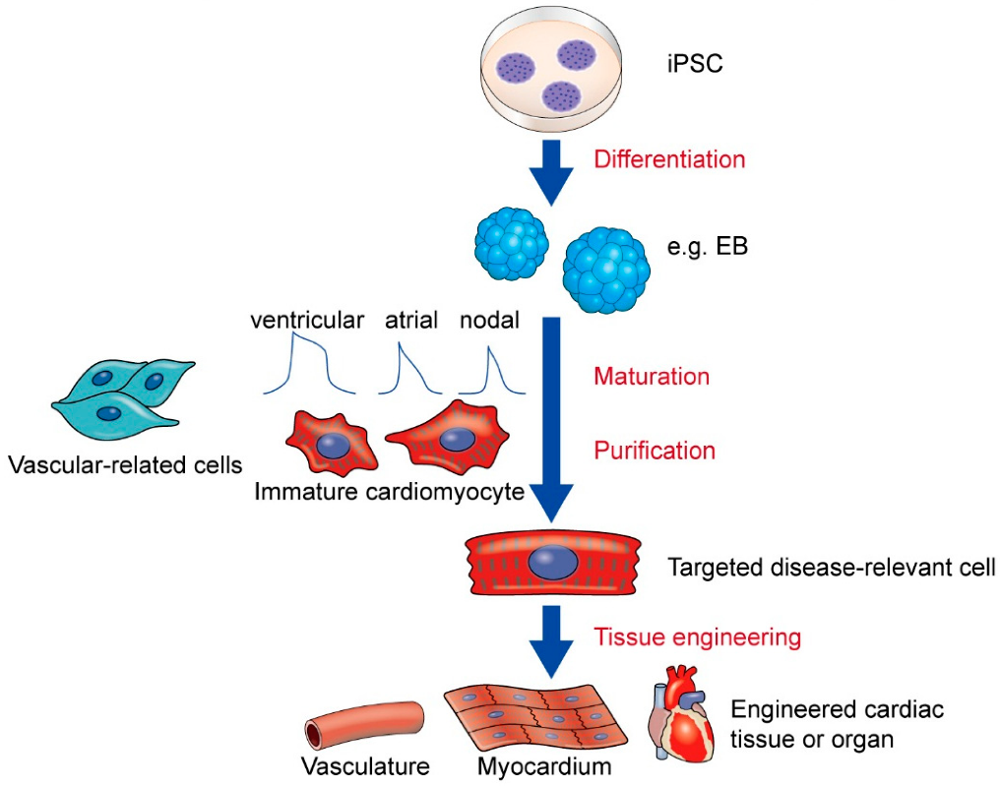 iPSC
Differentiation
e.g. EB
ventricular atrial nodal
Maturation
Purification
Vascular-related cells
Immature cardiomyocyte
Targeted disease-relevant cell
Tissue engineering
Engineered cardiac
tissue or organ
Vasculature
Myocardium